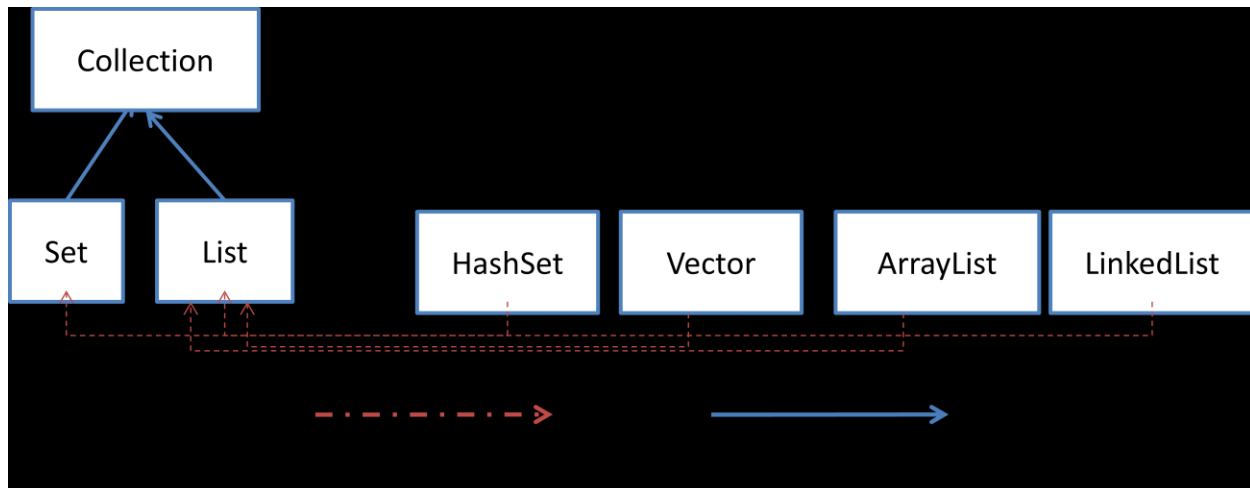 Collection
Set
List
HashSet
Vector
ArrayList
LinkedList